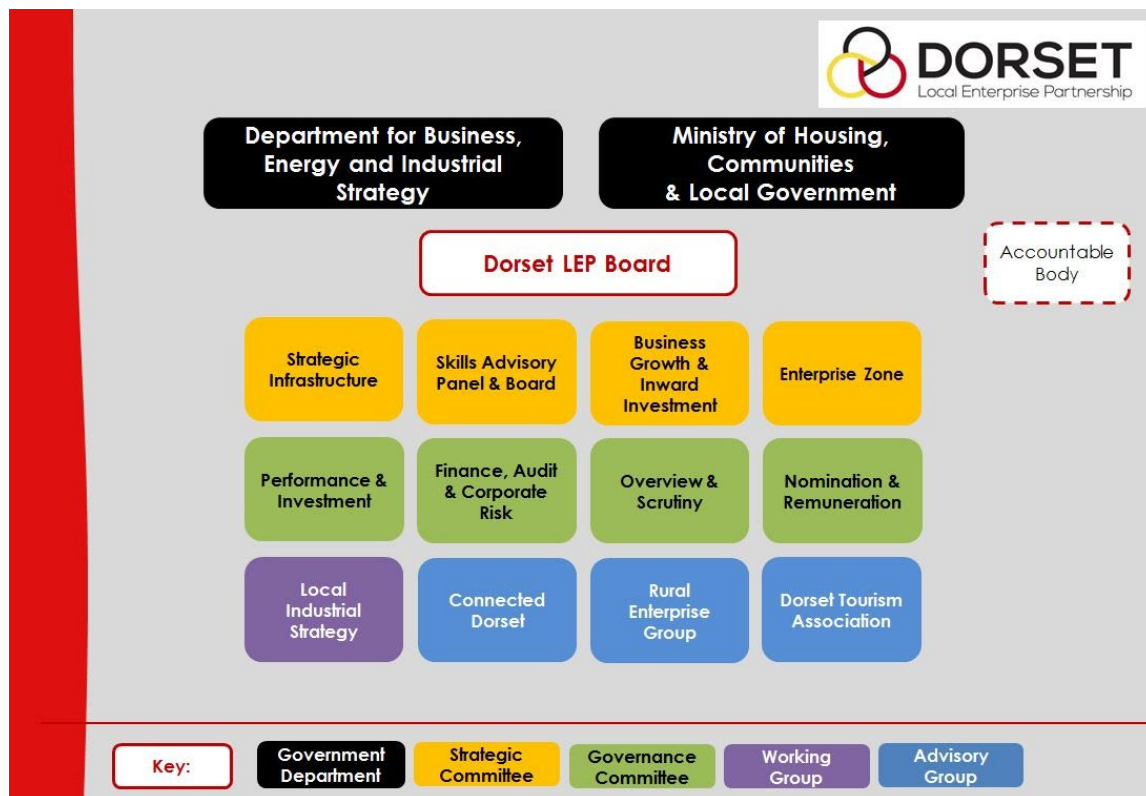 DORSET
Local Enterprise Partnership
Department for Business,
Energy and Industrial
Strategy
Ministry of Housing,
Communities
& Local Government
Dorset LEP Board
Accountable
Body
Strategic
Infrastructure
Skills Advisory
Panel & Board
Business
Growth &
Inward
Investment
Enterprise Zone
Performance &
Investment
Finance, Audit
& Corporate
Risk
Overview &
Scrutiny
Nomination &
Remuneration
Local
Industrial
Strategy
Connected
Dorset
Rural
Enterprise
Group
Dorset Tourism
Association
Key:
Government
Department
Strategic
Committee
Governance
Committee
Working
Group
Advisory
Group